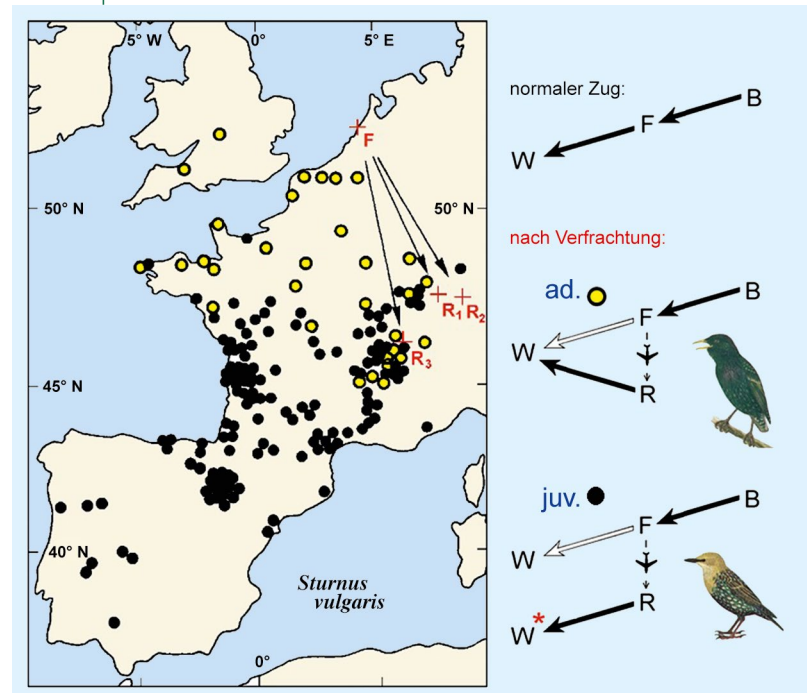 5° W 0° 5° E
normaler Zug:
B
F
W
F
50° N 50° N
nach Verfrachtung:
ad.
B
F
R1 R2
W
R3
R
45° N
juv.
B
F
40° N
W
Sturnus
vulgaris
R
W*
0°